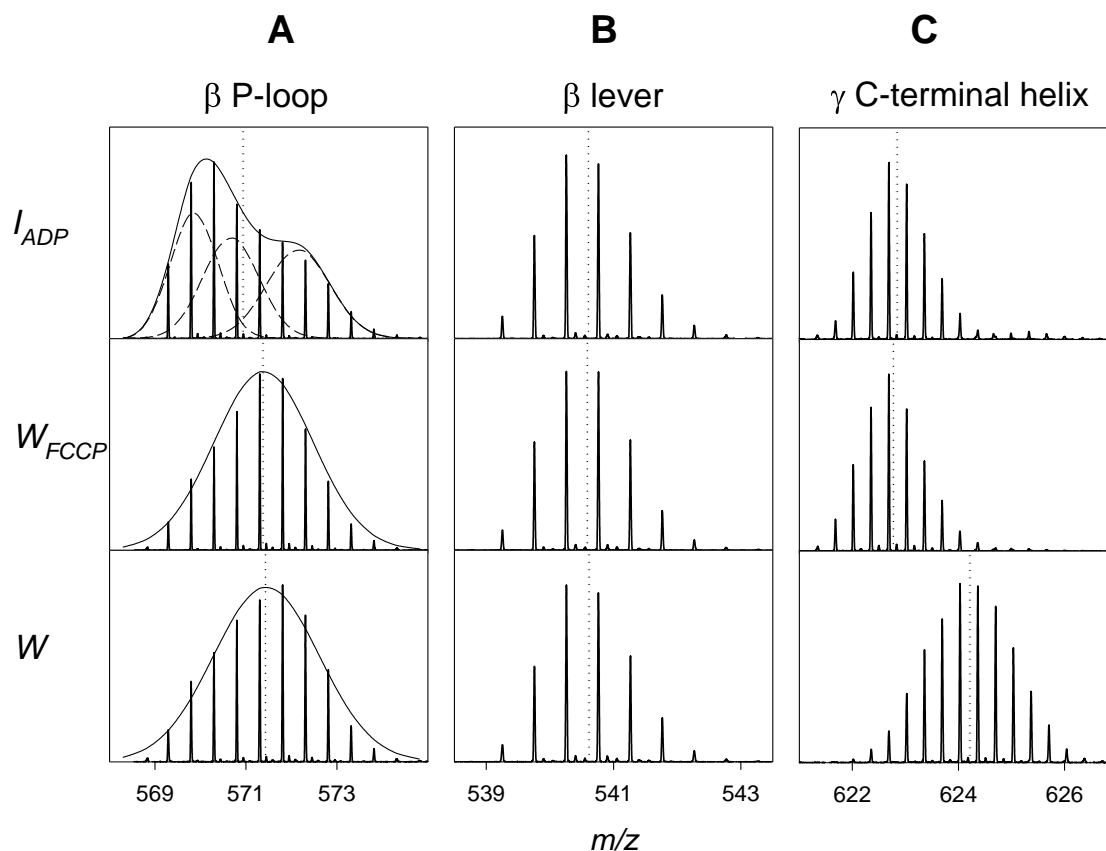 A B C
β P-loop β lever γ C-terminal helix
I_ADP
W_FCCP
W
569 571 573 539 541 543 622 624 626
m/z